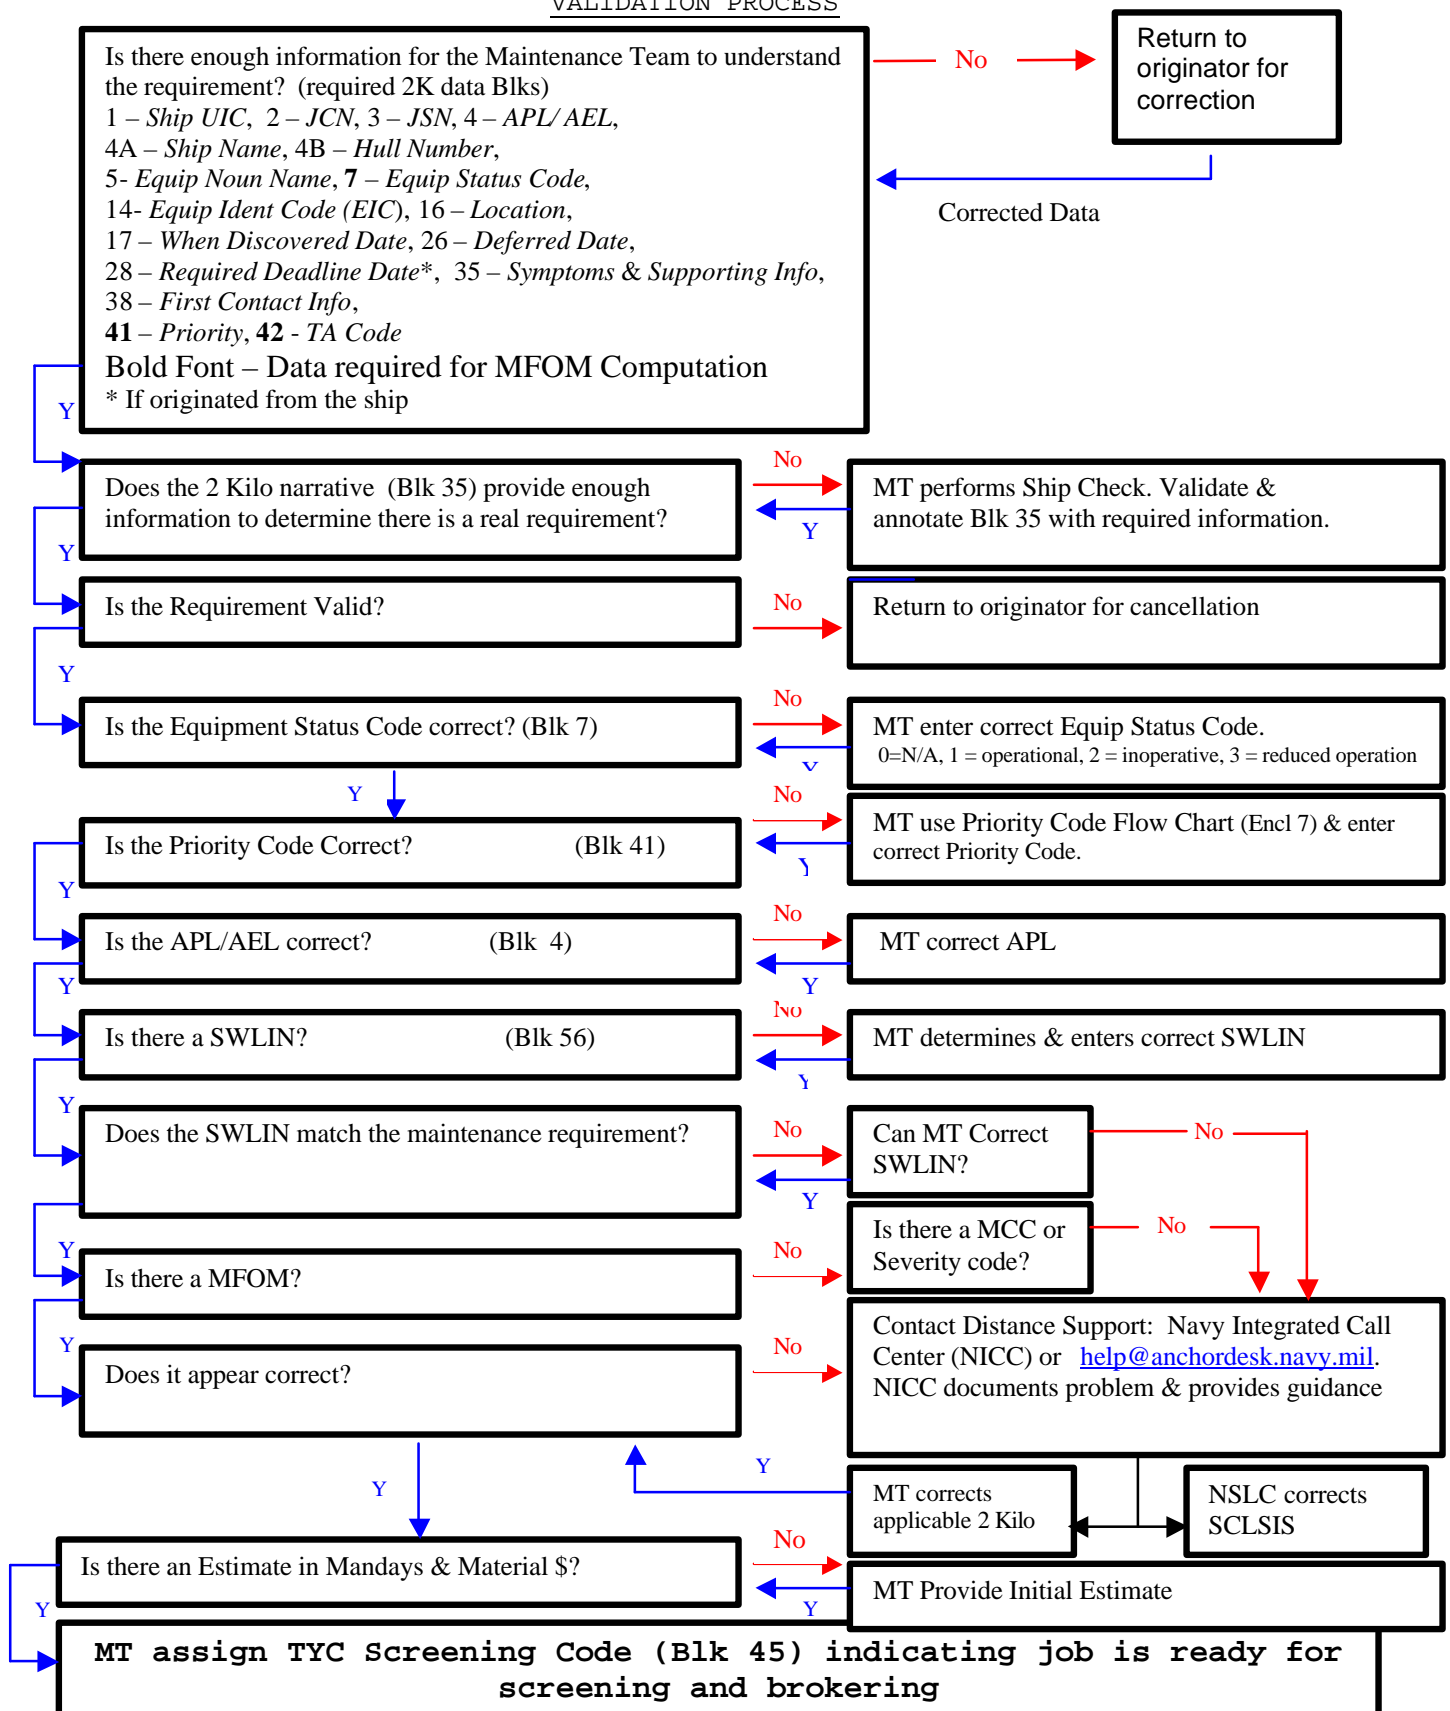 VALIDATION PROCESS
Is there enough information for the Maintenance Team to understand
the requirement? (required 2K data Blks)
1 – Ship UIC, 2 – JCN, 3 – JSN, 4 – APL/AEL,
4A – Ship Name, 4B – Hull Number,
5- Equip Noun Name, 7 – Equip Status Code,
14- Equip Ident Code (EIC), 16 – Location,
17 – When Discovered Date, 26 – Deferred Date,
28 – Required Deadline Date*, 35 – Symptoms & Supporting Info,
38 – First Contact Info,
41 – Priority, 42 - TA Code
Bold Font – Data required for MFOM Computation
* If originated from the ship
No
Return to
originator for
correction
Corrected Data
Y
Does the 2 Kilo narrative (Blk 35) provide enough
information to determine there is a real requirement?
No
Y
MT performs Ship Check. Validate &
annotate Blk 35 with required information.
Y
Is the Requirement Valid?
No
Return to originator for cancellation
Y
Is the Equipment Status Code correct? (Blk 7)
No
Y
MT enter correct Equip Status Code.
0=N/A, 1 = operational, 2 = inoperative, 3 = reduced operation
Y
Is the Priority Code Correct? (Blk 41)
No
Y
MT use Priority Code Flow Chart (Encl 7) & enter
correct Priority Code.
Y
Is the APL/AEL correct? (Blk 4)
No
Y
MT correct APL
Y
Is there a SWLIN? (Blk 56)
No
Y
MT determines & enters correct SWLIN
Y
Does the SWLIN match the maintenance requirement?
No
Y
Can MT Correct
SWLIN?
No
Y
Is there a MFOM?
No
Is there a MCC or
Severity code?
No
Y
Does it appear correct?
No
Contact Distance Support: Navy Integrated Call
Center (NICC) or help@anchordesk.navy.mil.
NICC documents problem & provides guidance
Y
Y
MT corrects
applicable 2 Kilo
NSLC corrects
SCLSIS
Is there an Estimate in Mandays & Material $?
No
Y
MT Provide Initial Estimate
Y
MT assign TYC Screening Code (Blk 45) indicating job is ready for
screening and brokering